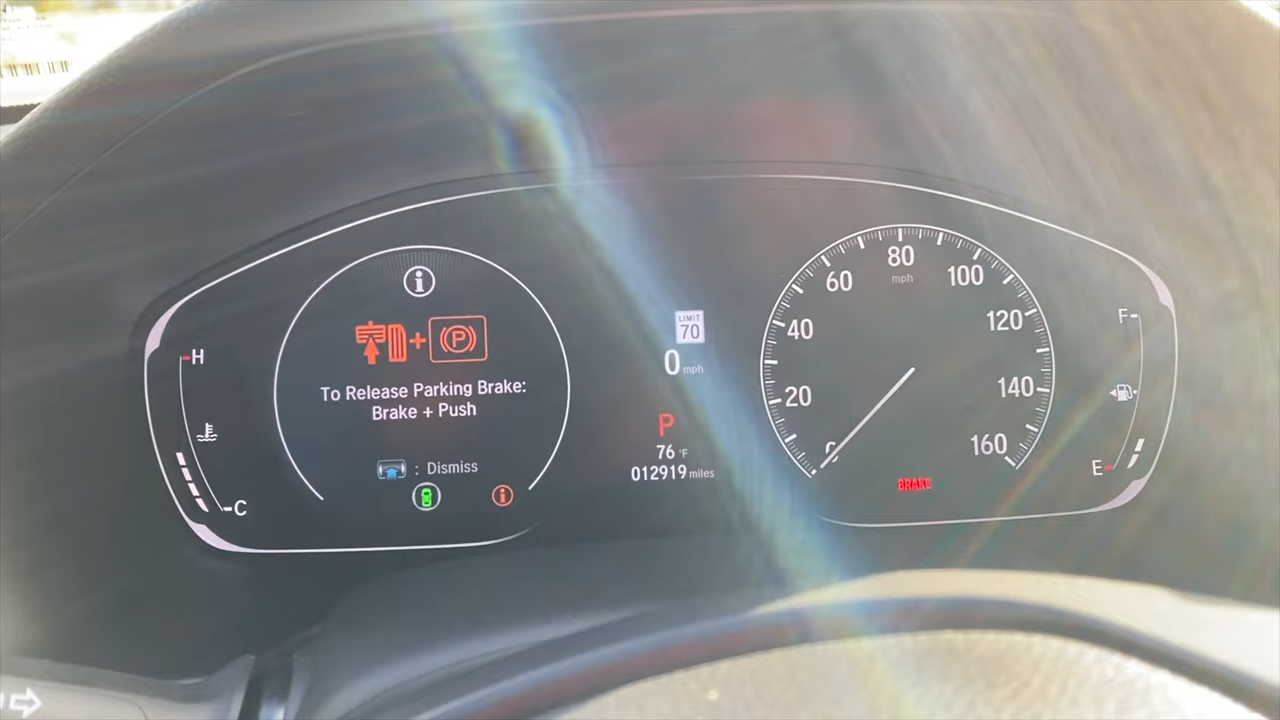 H
C
To Release Parking Brake:
Brake + Push
: Dismiss
LIMIT
70
0 mph
P
76 °F
012919 miles
20
40
60
80
mph
100
120
140
160
BRAKE
F
E